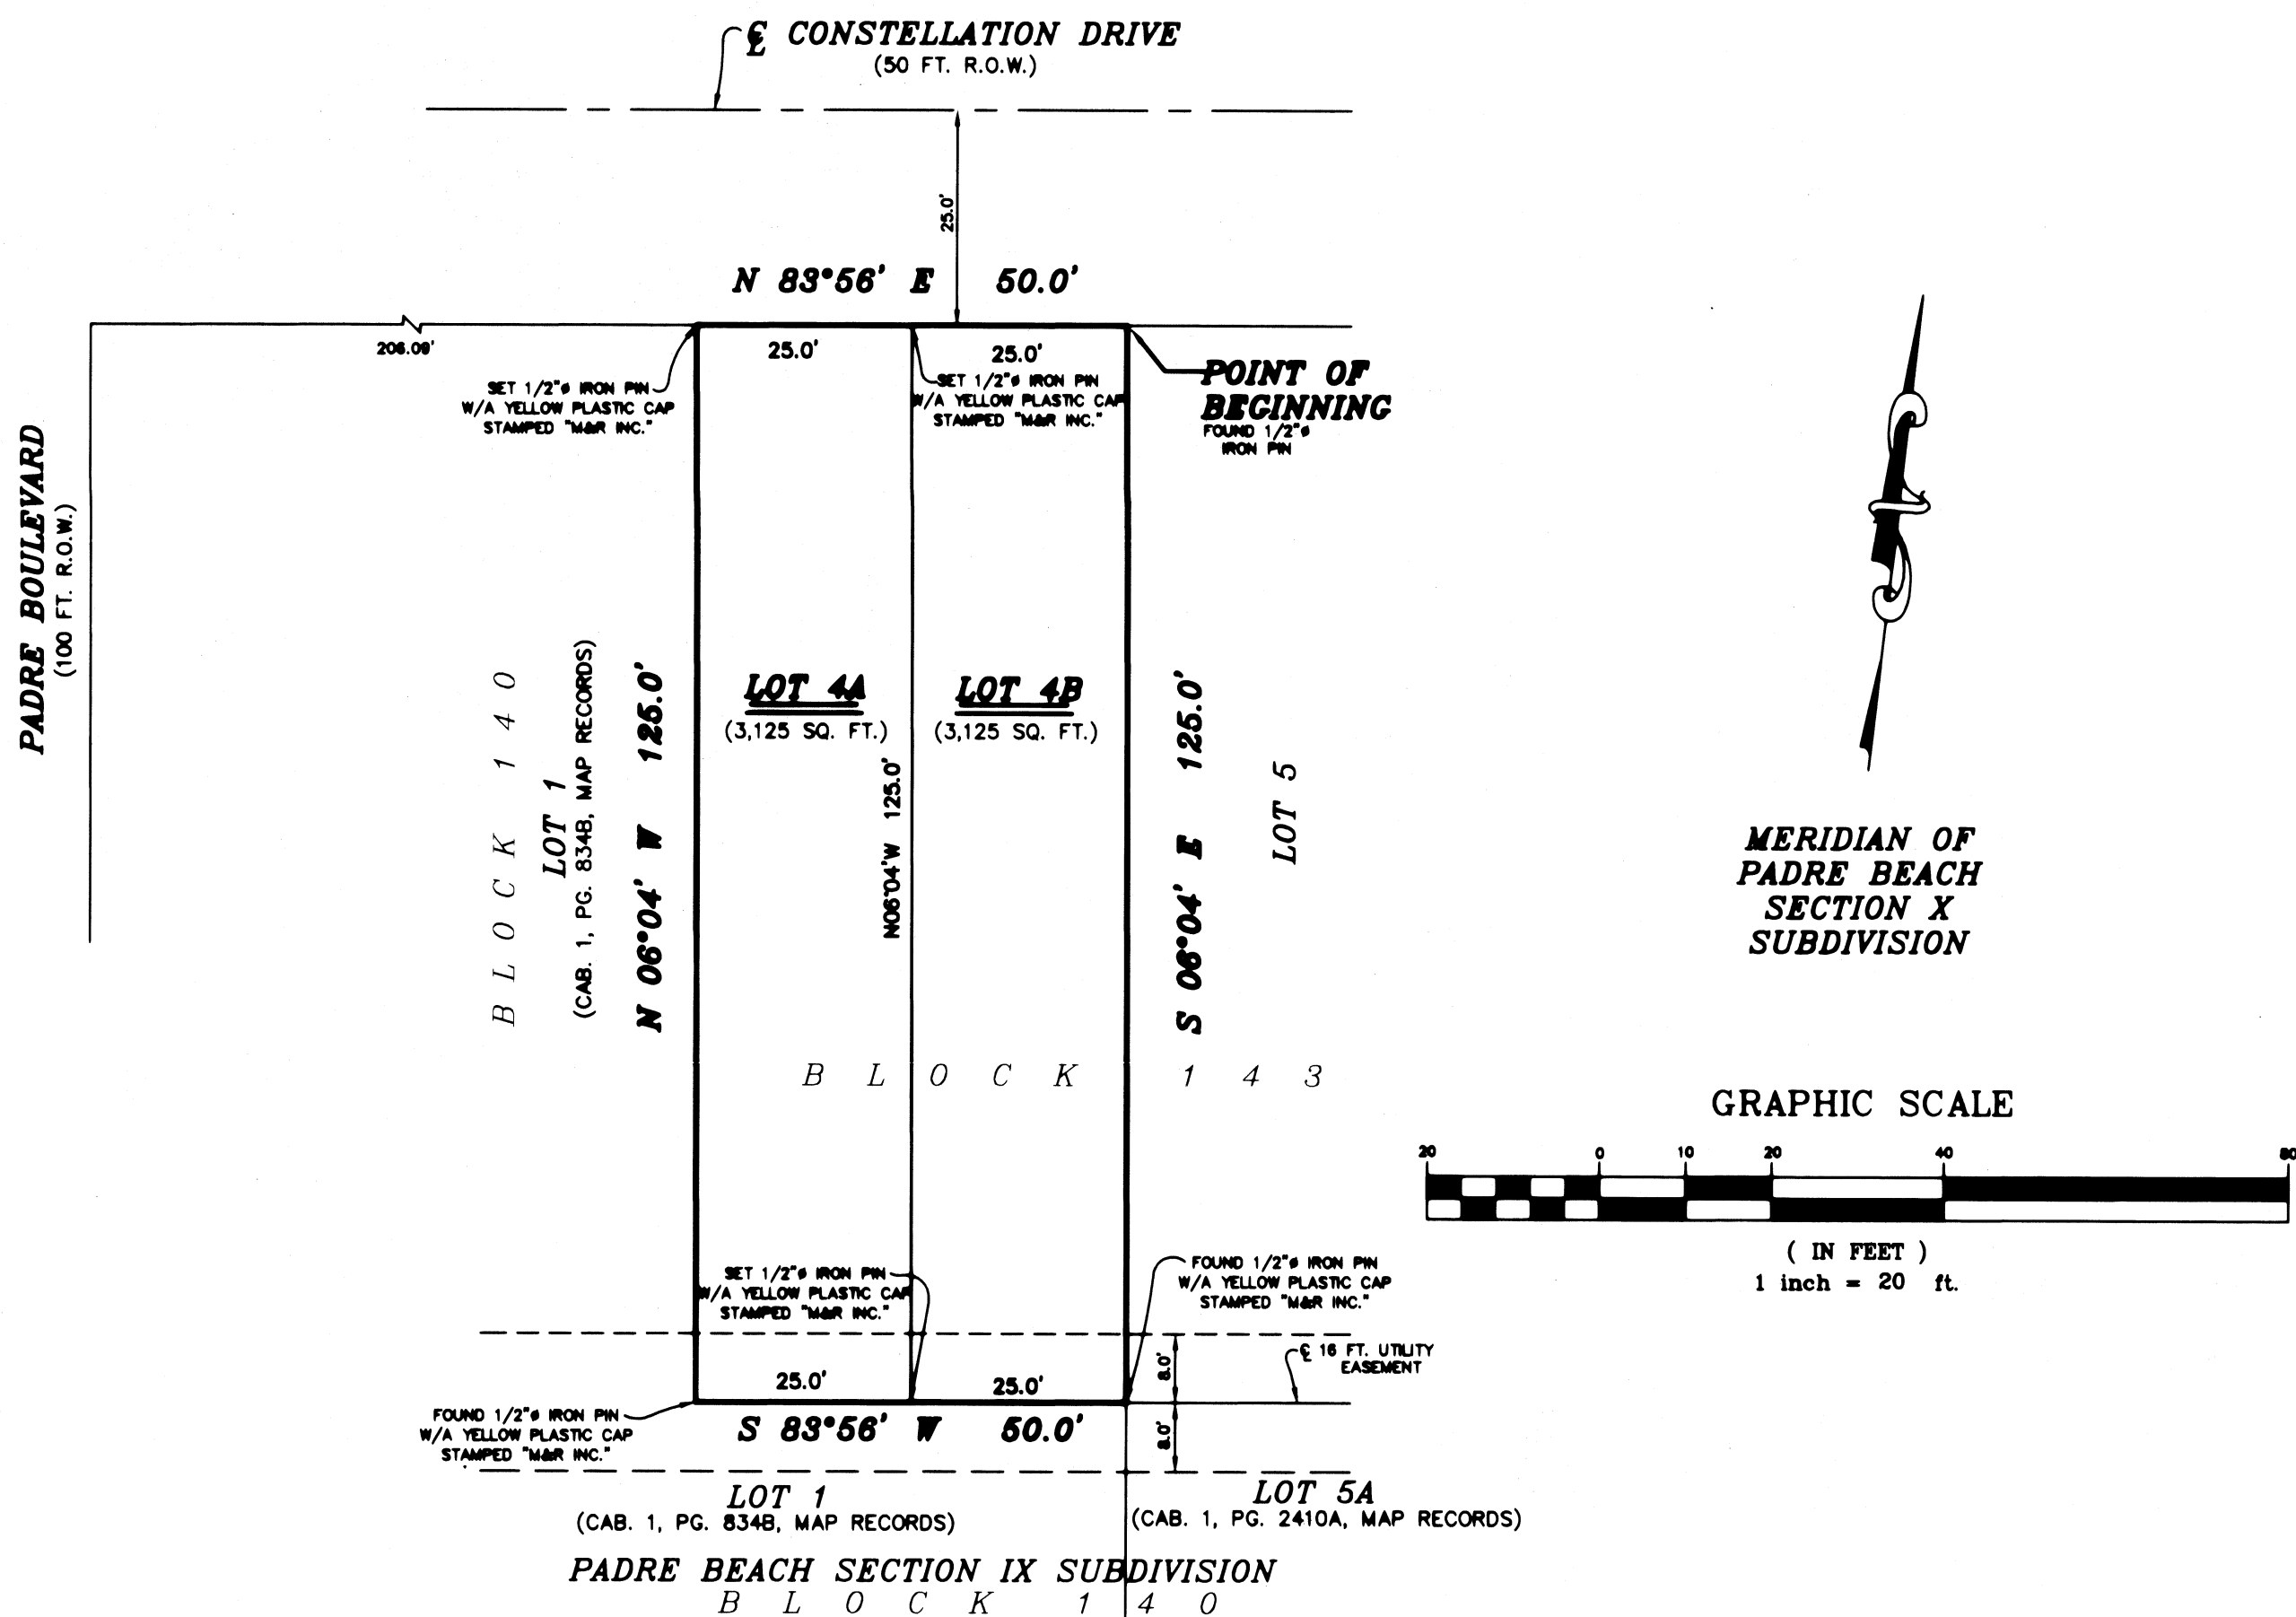 ℄ CONSTELLATION DRIVE
(50 FT. R.O.W.)
25.0'
N 83°56' E 50.0'
206.09'
25.0'
25.0'
SET 1/2"ø IRON PIN
W/A YELLOW PLASTIC CAP
STAMPED "M&R INC."
SET 1/2"ø IRON PIN
W/A YELLOW PLASTIC CAP
STAMPED "M&R INC."
POINT OF
BEGINNING
FOUND 1/2"ø
IRON PIN
PADRE BOULEVARD
(100 FT. R.O.W.)
BLOCK 140
LOT 1
(CAB. 1, PG. 834B, MAP RECORDS)
N 06°04' W 125.0'
LOT 4A
(3,125 SQ. FT.)
N06°04'W 125.0'
LOT 4B
(3,125 SQ. FT.)
S 06°04' E 125.0'
LOT 5
BLOCK 143
MERIDIAN OF
PADRE BEACH
SECTION X
SUBDIVISION
GRAPHIC SCALE
20 0 10 20 40 80
( IN FEET )
1 inch = 20 ft.
SET 1/2"ø IRON PIN
W/A YELLOW PLASTIC CAP
STAMPED "M&R INC."
FOUND 1/2"ø IRON PIN
W/A YELLOW PLASTIC CAP
STAMPED "M&R INC."
8.0'
℄ 16 FT. UTILITY
EASEMENT
25.0'
25.0'
FOUND 1/2"ø IRON PIN
W/A YELLOW PLASTIC CAP
STAMPED "M&R INC."
S 83°56' W 50.0'
8.0'
LOT 1
(CAB. 1, PG. 834B, MAP RECORDS)
LOT 5A
(CAB. 1, PG. 2410A, MAP RECORDS)
PADRE BEACH SECTION IX SUBDIVISION
BLOCK 140